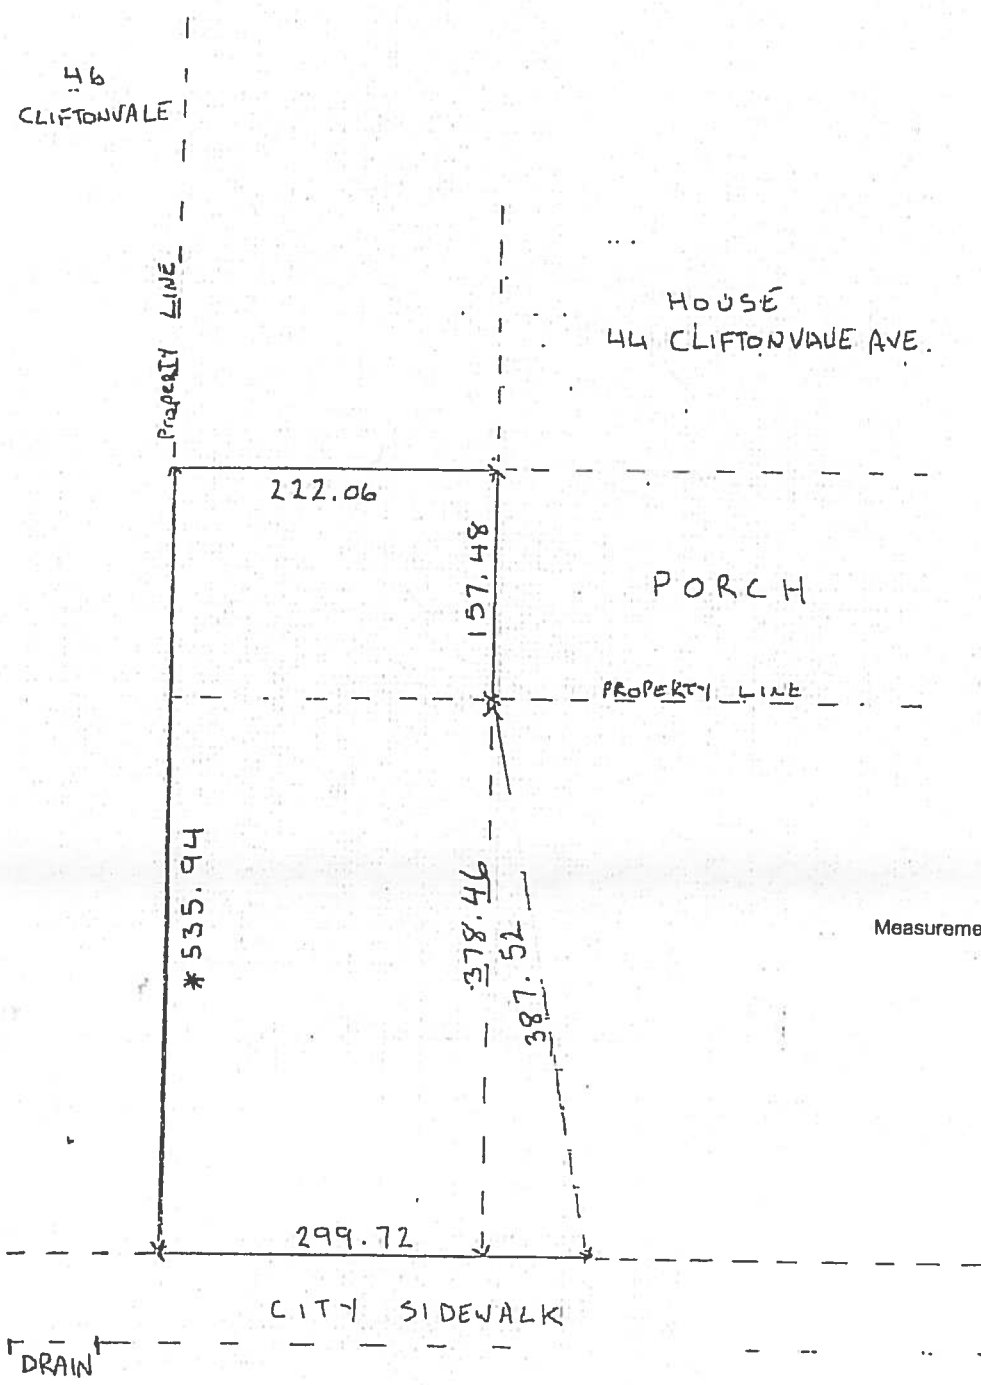 46
CLIFTONVALE
Property LINE
HOUSE
44 CLIFTONVALE AVE.
222.06
157.48
PORCH
PROPERTY LINE
*535.94
378.46
387.52
Measureme
299.72
CITY SIDEWALK
DRAIN